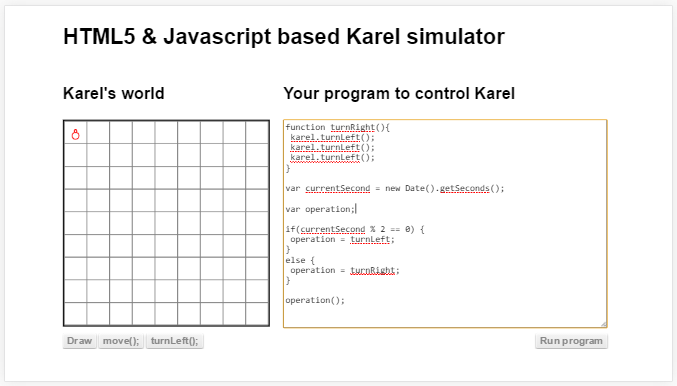 HTML5 & Javascript based Karel simulator
Karel's world
Your program to control Karel
function turnRight(){
 karel.turnLeft();
 karel.turnLeft();
 karel.turnLeft();
}
var currentSecond = new Date().getSeconds();
var operation;
if(currentSecond % 2 == 0) {
 operation = turnLeft;
}
else {
 operation = turnRight;
}
operation();
Draw move(); turnLeft(); Run program